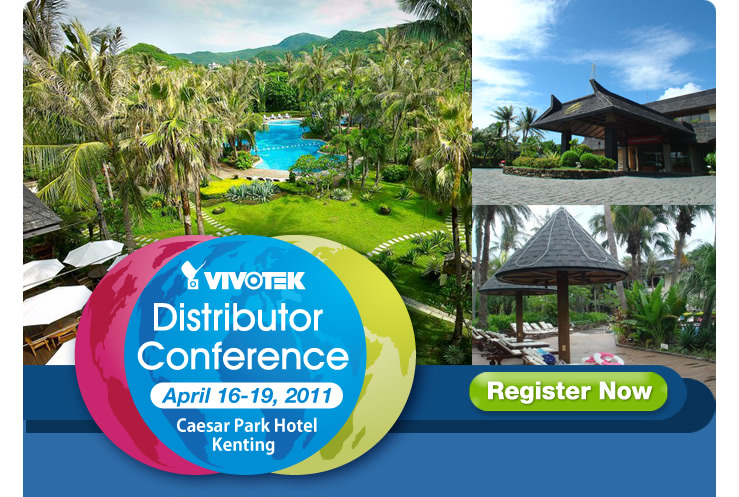 VIVOTEK
Distributor
Conference
April 16-19, 2011
Caesar Park Hotel
Kenting
Register Now